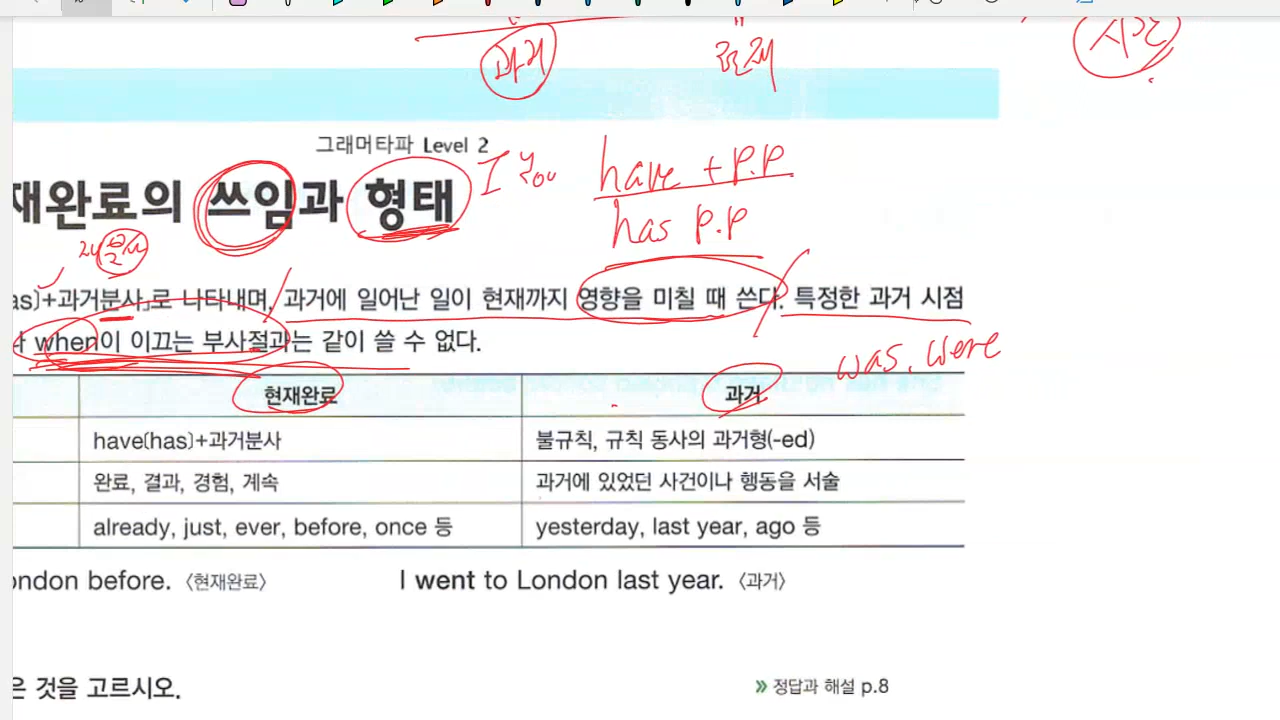 과거
현재
시간
그래머타파 Level 2
재완료의 쓰임과 형태
I You have + P.P
has P.P
분사
as)+과거분사」로 나타내며, 과거에 일어난 일이 현재까지 영향을 미칠 때 쓴다. 특정한 과거 시점
when이 이끄는 부사절과는 같이 쓸 수 없다.
was, were
현재완료 과거
have(has)+과거분사 불규칙, 규칙 동사의 과거형(-ed)
완료, 결과, 경험, 계속 과거에 있었던 사건이나 행동을 서술
already, just, ever, before, once 등 yesterday, last year, ago 등
ondon before. 〈현재완료〉 I went to London last year. 〈과거〉
은 것을 고르시오.
» 정답과 해설 p.8